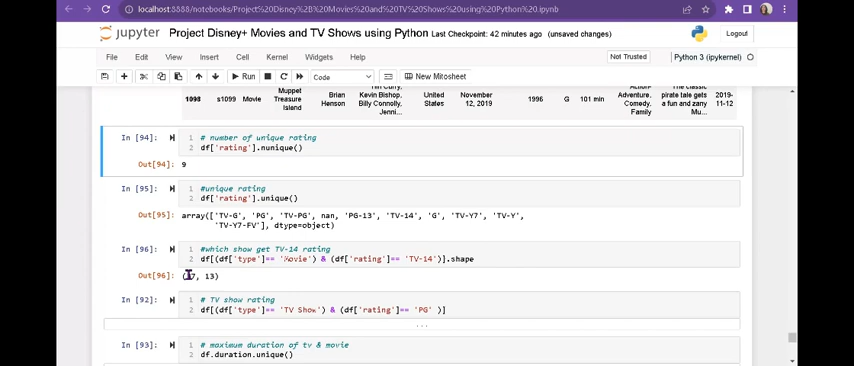 localhost:8888/notebooks/Project%20Disney%2B%20Movies%20and%20TV%20Shows%20using%20Python%20.ipynb
jupyter Project Disney+ Movies and TV Shows using Python Last Checkpoint: 42 minutes ago (unsaved changes) Logout
File Edit View Insert Cell Kernel Widgets Help Not Trusted Python 3 (ipykernel)
Run Code New Mitosheet
1098 s1099 Movie Muppet Treasure Island Brian Henson Kevin Bishop, Billy Connolly, Jenni... United States November 12, 2019 1996 G 101 min Adventure, Comedy, Family The classic pirate tale gets a fun and zany Mu... 2019-11-12
In [94]: 1 # number of unique rating
2 df['rating'].nunique()
Out[94]: 9
In [95]: 1 #unique rating
2 df['rating'].unique()
Out[95]: array(['TV-G', 'PG', 'TV-PG', nan, 'PG-13', 'TV-14', 'G', 'TV-Y7', 'TV-Y',
'TV-Y7-FV'], dtype=object)
In [96]: 1 #which show get TV-14 rating
2 df[(df['type']== 'Movie') & (df['rating']== 'TV-14')].shape
Out[96]: 7, 13)
In [92]: 1 # TV show rating
2 df[(df['type']== 'TV Show') & (df['rating']== 'PG' )]
...
In [93]: 1 # maximum duration of tv & movie
2 df.duration.unique()